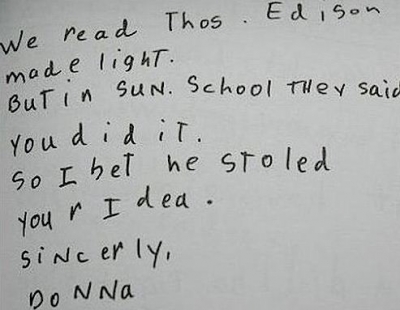 We read Thos. Edison
made light.
But in SUN. School They said
you did iT.
So I bet he stoled
your Idea.
Sincerly,
DoNNa